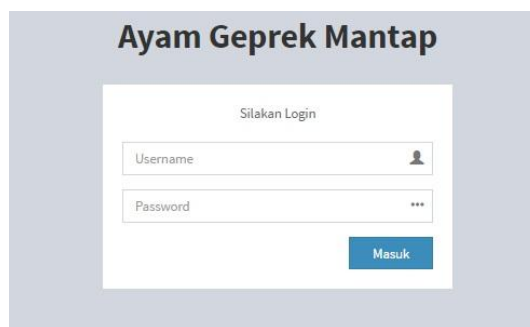 Ayam Geprek Mantap
Silakan Login
Username
Password
Masuk